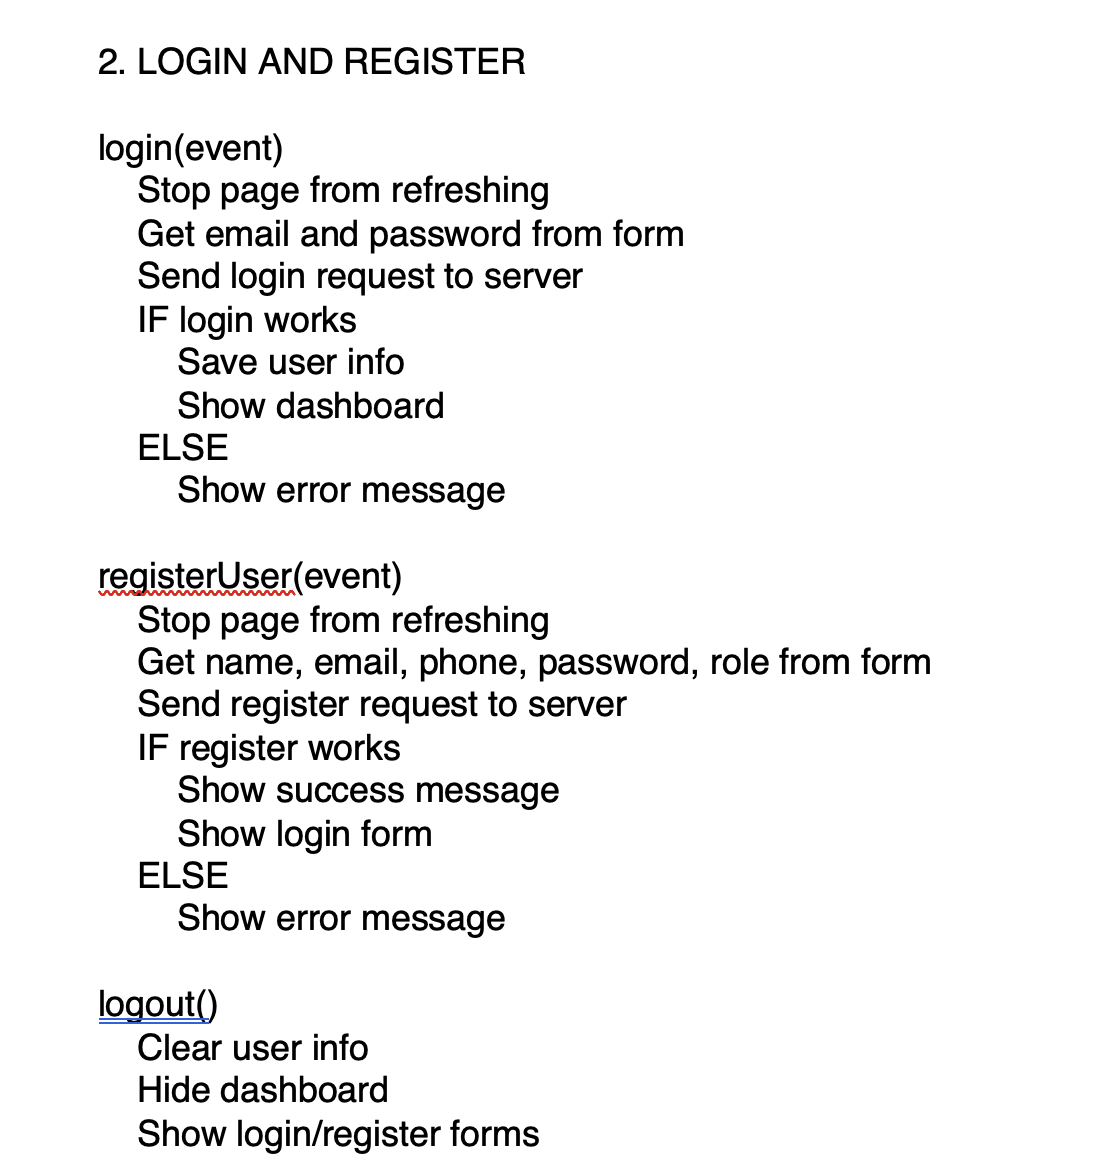 2. LOGIN AND REGISTER
login(event)
Stop page from refreshing
Get email and password from form
Send login request to server
IF login works
Save user info
Show dashboard
ELSE
Show error message
registerUser(event)
Stop page from refreshing
Get name, email, phone, password, role from form
Send register request to server
IF register works
Show success message
Show login form
ELSE
Show error message
logout()
Clear user info
Hide dashboard
Show login/register forms